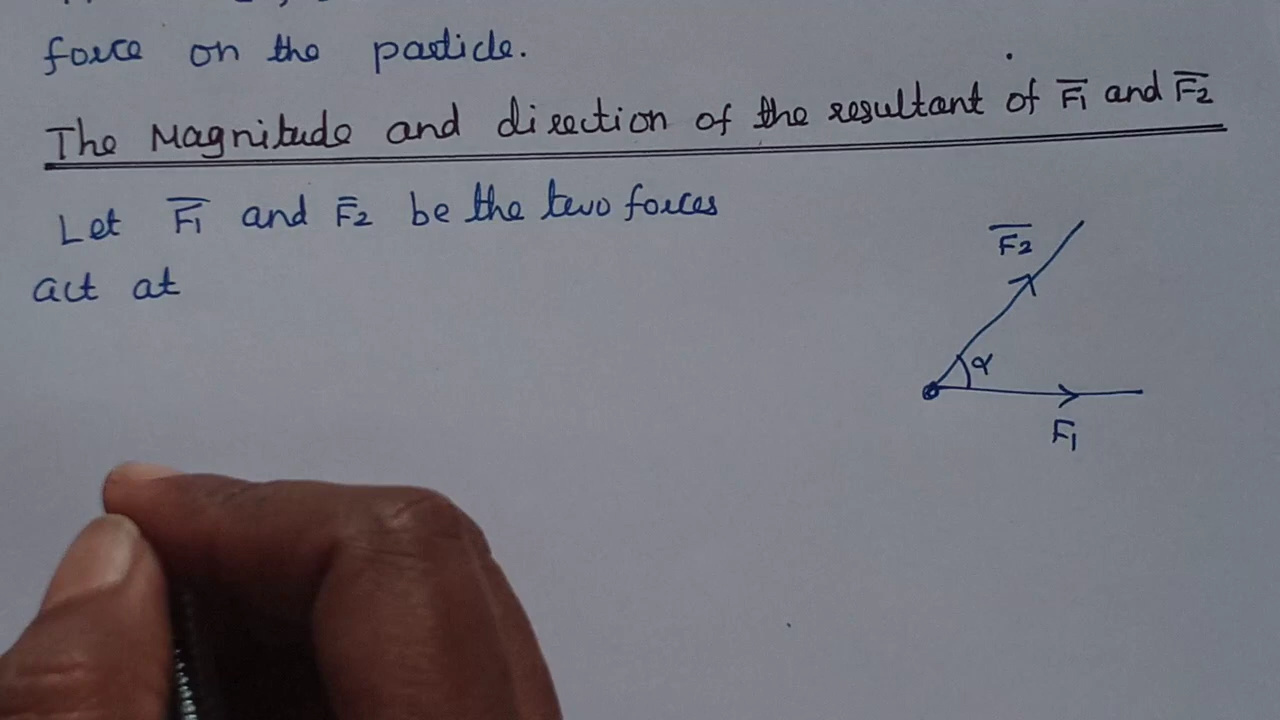 force on the particle.
The Magnitude and direction of the resultant of F̅₁ and F̅₂
Let F̅₁ and F̅₂ be the two forces
act at
F̅₂
α
F₁